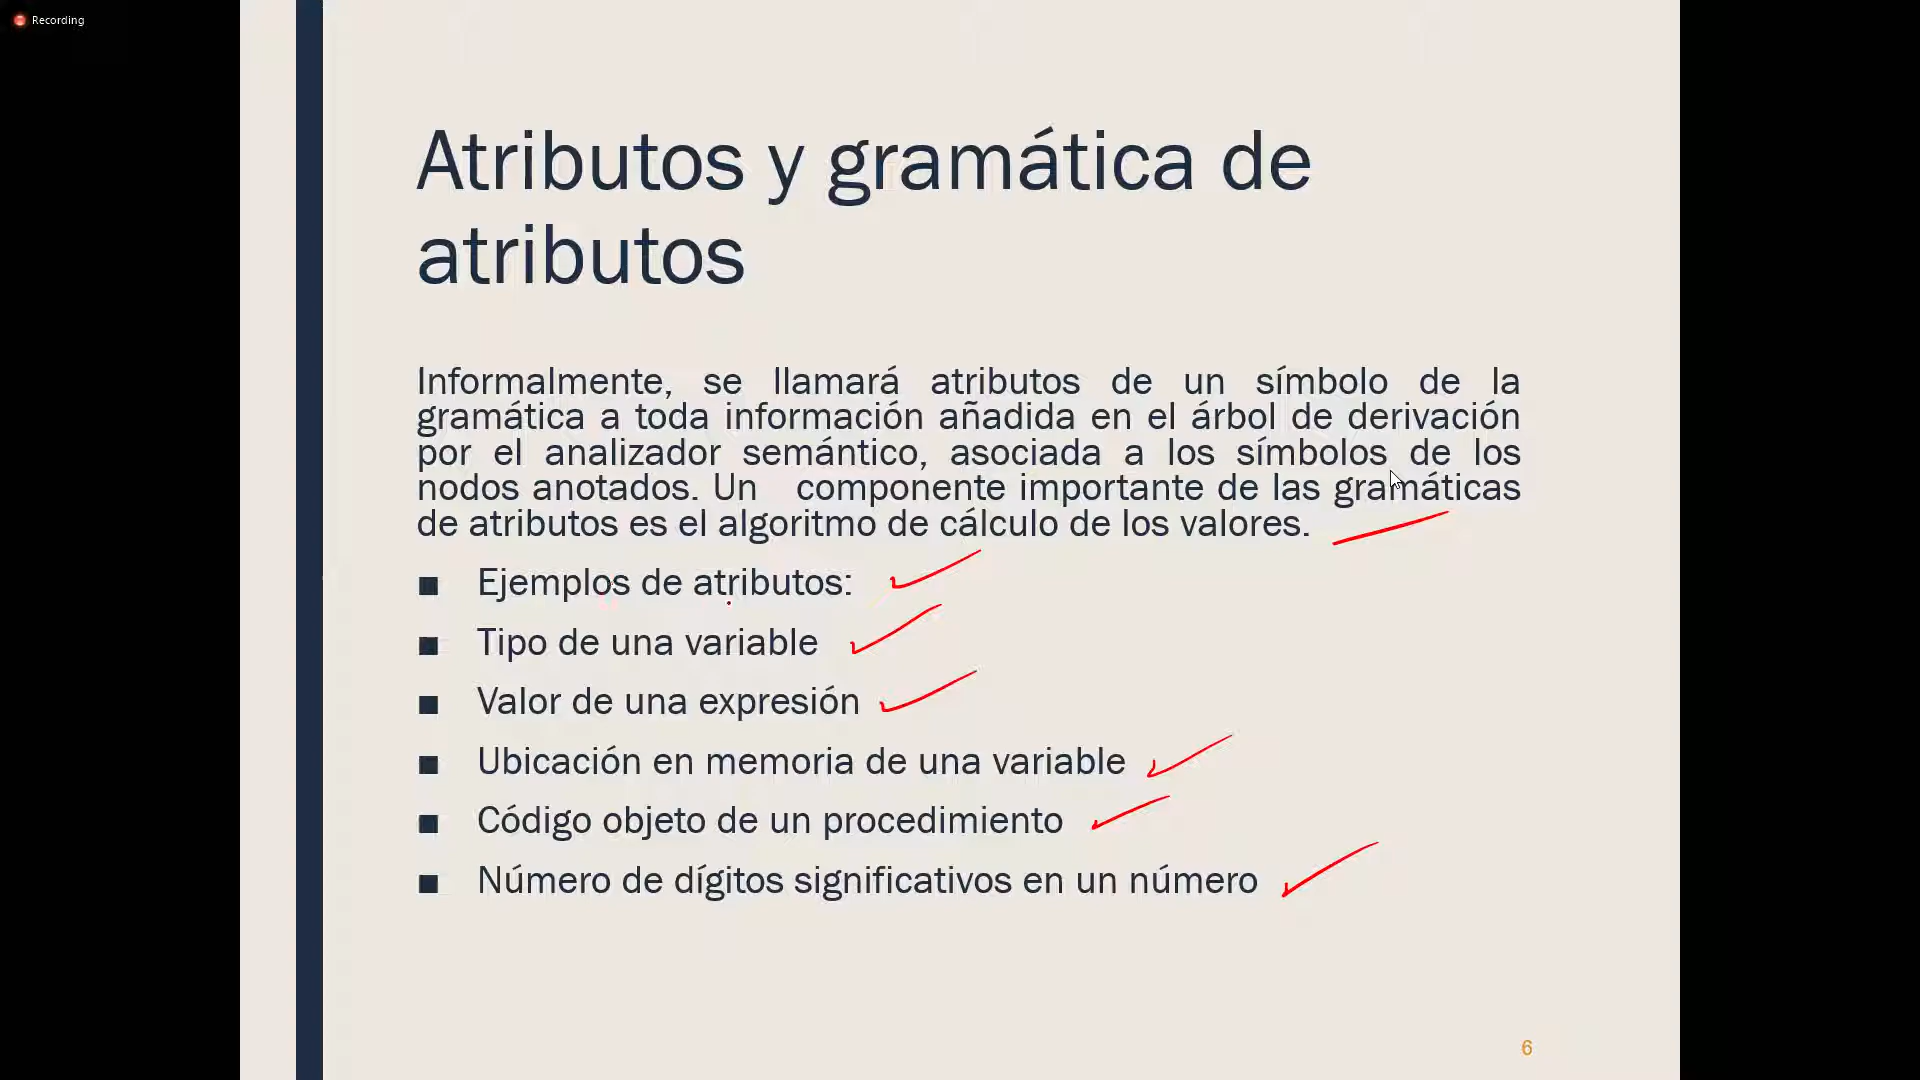 Recording
Atributos y gramática de
atributos
Informalmente, se llamará atributos de un símbolo de la
gramática a toda información añadida en el árbol de derivación
por el analizador semántico, asociada a los símbolos de los
nodos anotados. Un componente importante de las gramáticas
de atributos es el algoritmo de cálculo de los valores.
■ Ejemplos de atributos:
■ Tipo de una variable
■ Valor de una expresión
■ Ubicación en memoria de una variable
■ Código objeto de un procedimiento
■ Número de dígitos significativos en un número
6